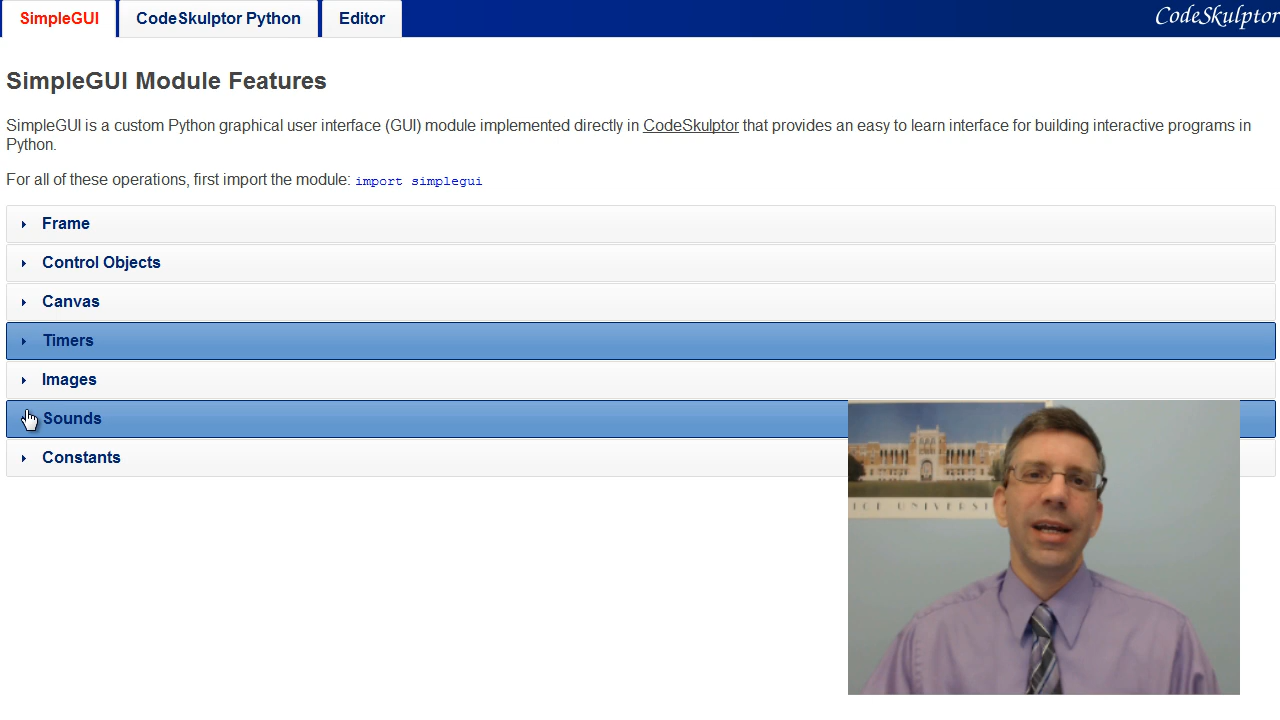 SimpleGUI CodeSkulptor Python Editor CodeSkulptor
SimpleGUI Module Features
SimpleGUI is a custom Python graphical user interface (GUI) module implemented directly in CodeSkulptor that provides an easy to learn interface for building interactive programs in
Python.
For all of these operations, first import the module: import simplegui
Frame
Control Objects
Canvas
Timers
Images
Sounds
Constants